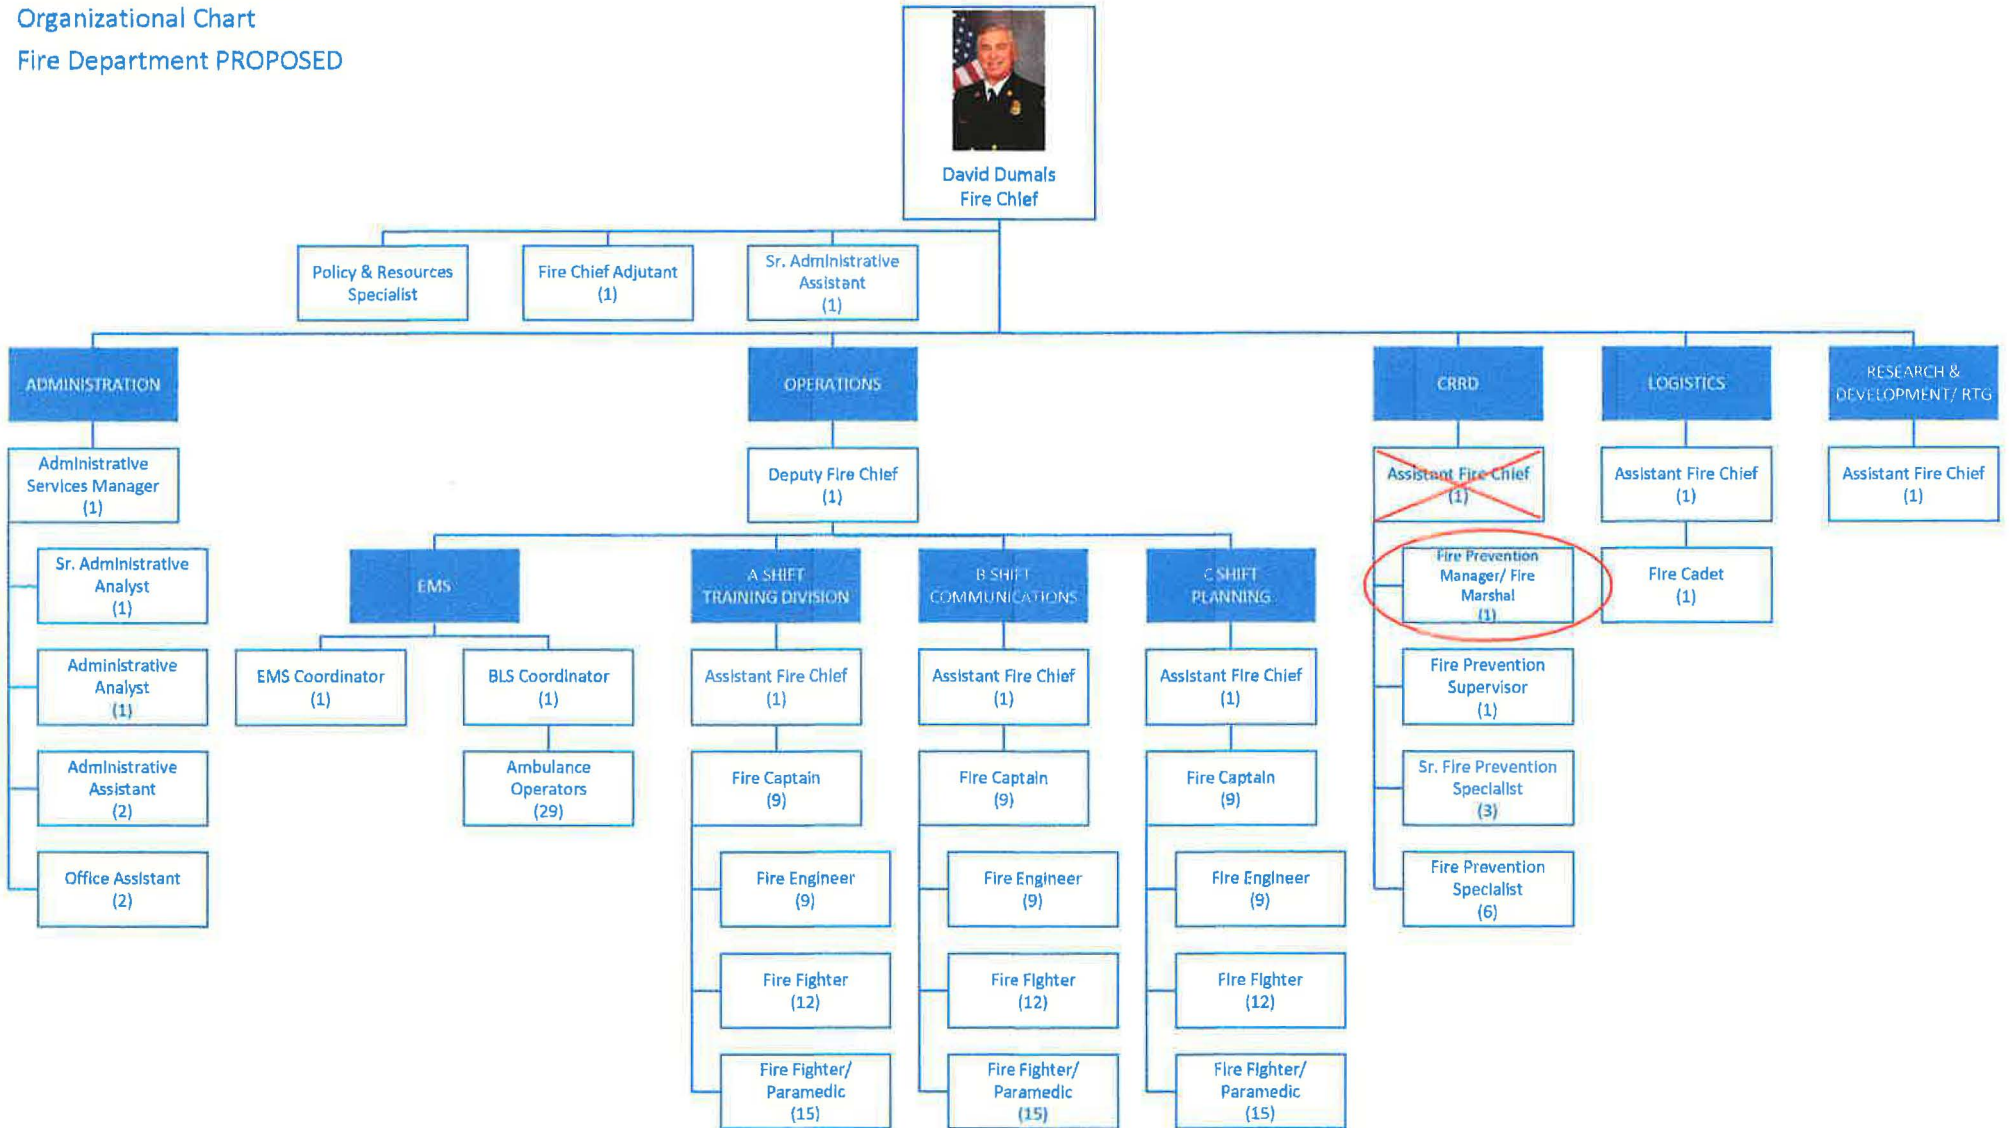 Organizational Chart
Fire Department PROPOSED
David Dumais
Fire Chief
Policy & Resources
Specialist
Fire Chief Adjutant
(1)
Sr. Administrative
Assistant
(1)
ADMINISTRATION
OPERATIONS
CRRD
LOGISTICS
RESEARCH &
DEVELOPMENT/ RTG
Administrative
Services Manager
(1)
Deputy Fire Chief
(1)
Assistant Fire Chief
(1)
Assistant Fire Chief
(1)
Assistant Fire Chief
(1)
Sr. Administrative
Analyst
(1)
EMS
A SHIFT
TRAINING DIVISION
B SHIFT
COMMUNICATIONS
C SHIFT
PLANNING
Fire Prevention
Manager/ Fire
Marshal
(1)
Fire Cadet
(1)
Administrative
Analyst
(1)
EMS Coordinator
(1)
BLS Coordinator
(1)
Assistant Fire Chief
(1)
Assistant Fire Chief
(1)
Assistant Fire Chief
(1)
Fire Prevention
Supervisor
(1)
Administrative
Assistant
(2)
Ambulance
Operators
(29)
Fire Captain
(9)
Fire Captain
(9)
Fire Captain
(9)
Sr. Fire Prevention
Specialist
(3)
Office Assistant
(2)
Fire Engineer
(9)
Fire Engineer
(9)
Fire Engineer
(9)
Fire Prevention
Specialist
(6)
Fire Fighter
(12)
Fire Fighter
(12)
Fire Fighter
(12)
Fire Fighter/
Paramedic
(15)
Fire Fighter/
Paramedic
(15)
Fire Fighter/
Paramedic
(15)